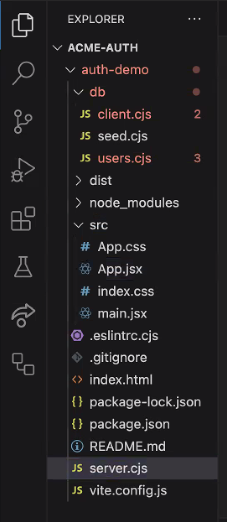 EXPLORER ...
ACME-AUTH
auth-demo
db
JS client.cjs 2
JS seed.cjs
JS users.cjs 3
dist
node_modules
src
# App.css
App.jsx
# index.css
main.jsx
.eslintrc.cjs
.gitignore
<> index.html
{} package-lock.json
{} package.json
README.md
JS server.cjs
JS vite.config.js